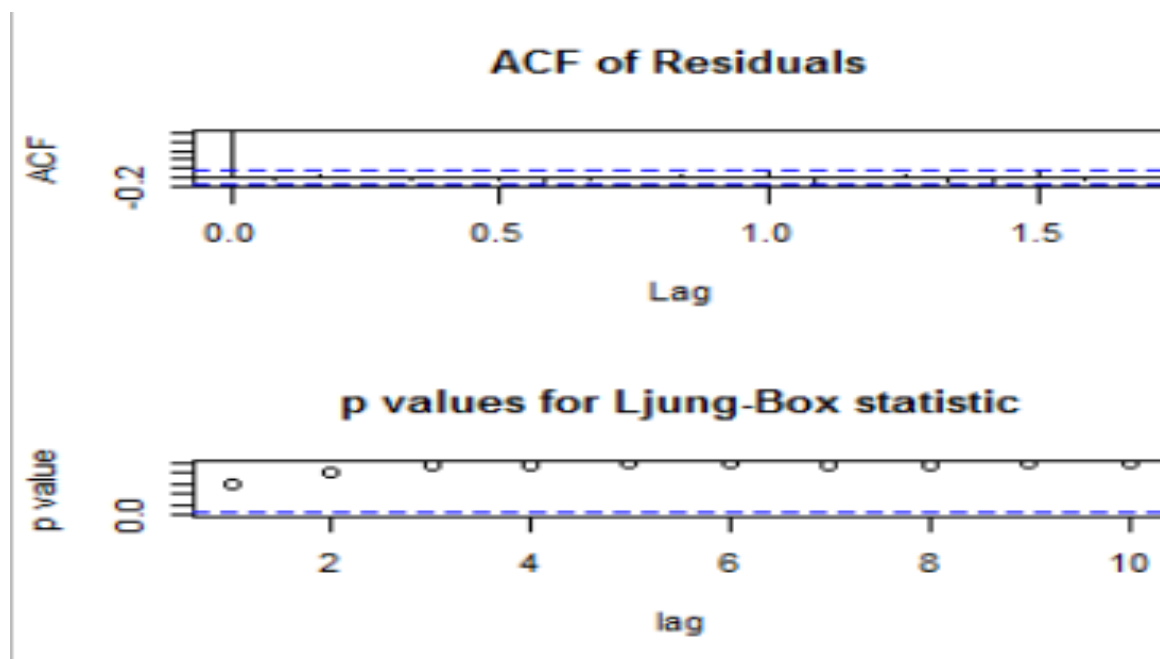 ACF of Residuals
ACF
-0.2
0.0 0.5 1.0 1.5
Lag
p values for Ljung-Box statistic
p value
0.0
2 4 6 8 10
lag